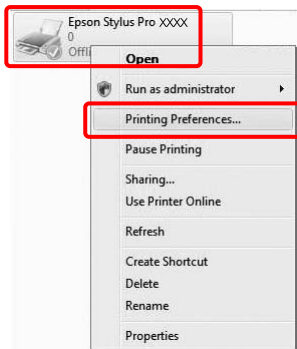 Epson Stylus Pro XXXX
0
Offli
Open
Run as administrator
Printing Preferences...
Pause Printing
Sharing...
Use Printer Online
Refresh
Create Shortcut
Delete
Rename
Properties